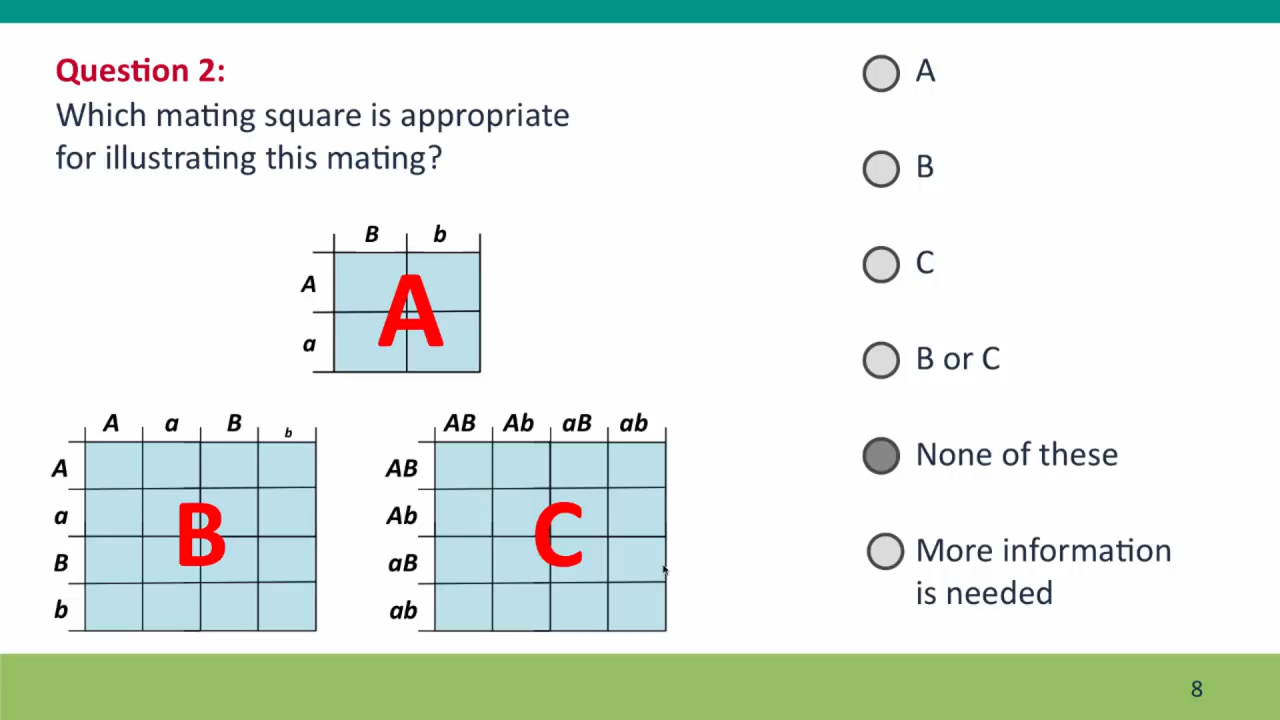 Question 2:
Which mating square is appropriate
for illustrating this mating?
B b
A
a
A
A a B b
A
a
B
b
B
AB Ab aB ab
AB
Ab
aB
ab
C
A
B
C
B or C
None of these
More information
is needed
8